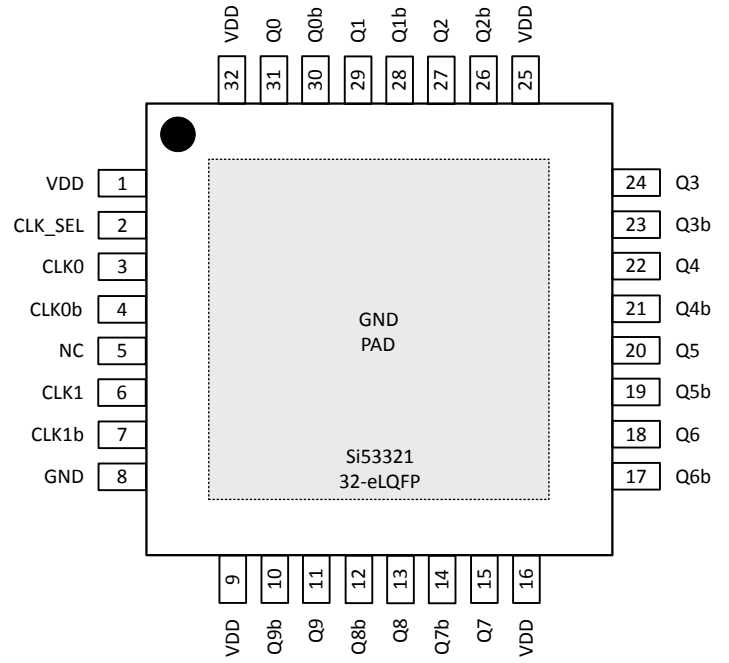 VDD Q0 Q0b Q1 Q1b Q2 Q2b VDD
32 31 30 29 28 27 26 25
VDD 1
24 Q3
CLK_SEL 2
23 Q3b
CLK0 3
22 Q4
CLK0b 4
21 Q4b
NC 5
20 Q5
CLK1 6
19 Q5b
CLK1b 7
18 Q6
GND 8
17 Q6b
GND
PAD
Si53321
32-eLQFP
9 10 11 12 13 14 15 16
VDD Q9b Q9 Q8b Q8 Q7b Q7 VDD